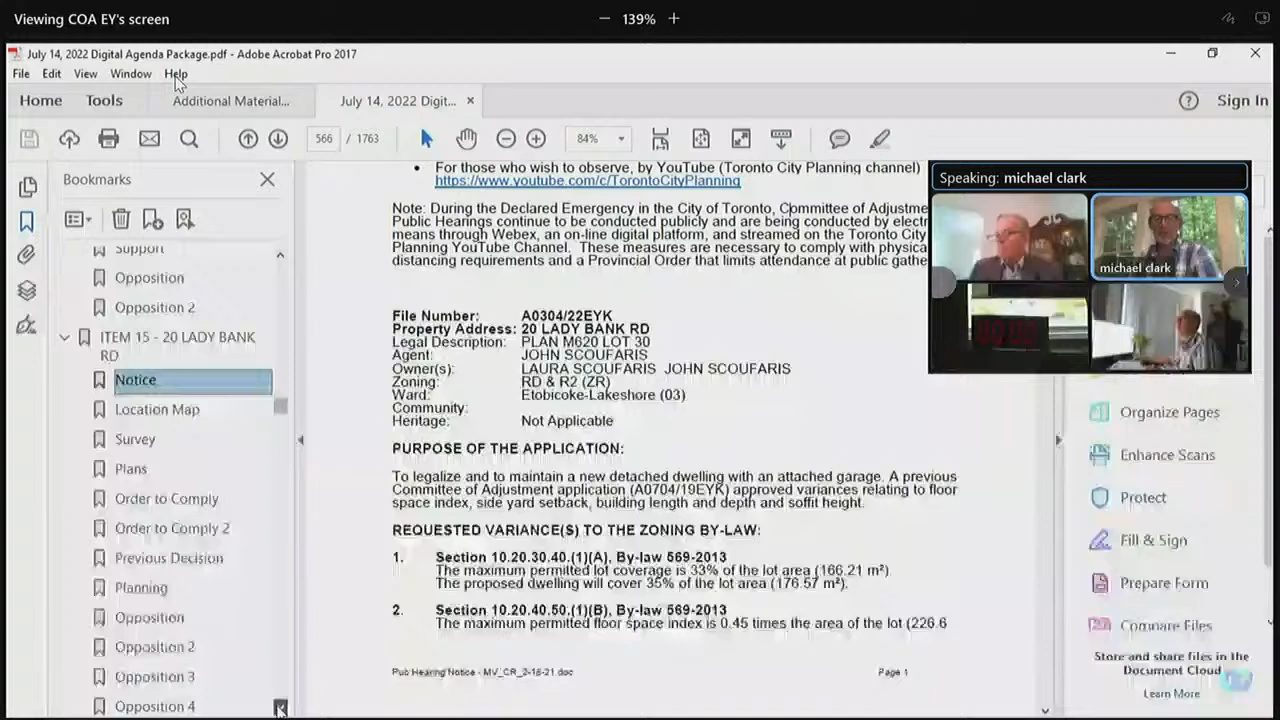 Viewing COA EY's screen
139%
July 14, 2022 Digital Agenda Package.pdf - Adobe Acrobat Pro 2017
File Edit View Window Help
Home Tools Additional Material... July 14, 2022 Digit... Sign In
566 / 1763 84%
Bookmarks
Support
Opposition
Opposition 2
ITEM 15 - 20 LADY BANK
RD
Notice
Location Map
Survey
Plans
Order to Comply
Order to Comply 2
Previous Decision
Planning
Opposition
Opposition 2
Opposition 3
Opposition 4
• For those who wish to observe, by YouTube (Toronto City Planning channel)
https://www.youtube.com/c/TorontoCityPlanning
Note: During the Declared Emergency in the City of Toronto, Committee of Adjustme
Public Hearings continue to be conducted publicly and are being conducted by electr
means through Webex, an on-line digital platform, and streamed on the Toronto City
Planning YouTube Channel. These measures are necessary to comply with physica
distancing requirements and a Provincial Order that limits attendance at public gathe
File Number: A0304/22EYK
Property Address: 20 LADY BANK RD
Legal Description: PLAN M620 LOT 30
Agent: JOHN SCOUFARIS
Owner(s): LAURA SCOUFARIS JOHN SCOUFARIS
Zoning: RD & R2 (ZR)
Ward: Etobicoke-Lakeshore (03)
Community:
Heritage: Not Applicable
PURPOSE OF THE APPLICATION:
To legalize and to maintain a new detached dwelling with an attached garage. A previous
Committee of Adjustment application (A0704/19EYK) approved variances relating to floor
space index, side yard setback, building length and depth and soffit height.
REQUESTED VARIANCE(S) TO THE ZONING BY-LAW:
1. Section 10.20.30.40.(1)(A), By-law 569-2013
The maximum permitted lot coverage is 33% of the lot area (166.21 m²)
The proposed dwelling will cover 35% of the lot area (176.57 m²).
2. Section 10.20.40.50.(1)(B), By-law 569-2013
The maximum permitted floor space index is 0.45 times the area of the lot (226.6
Pub Hearing Notice - MV_CR_2-16-21.doc Page 1
Speaking: michael clark
michael clark
Organize Pages
Enhance Scans
Protect
Fill & Sign
Prepare Form
Compare Files
Store and share files in the
Document Cloud
Learn More